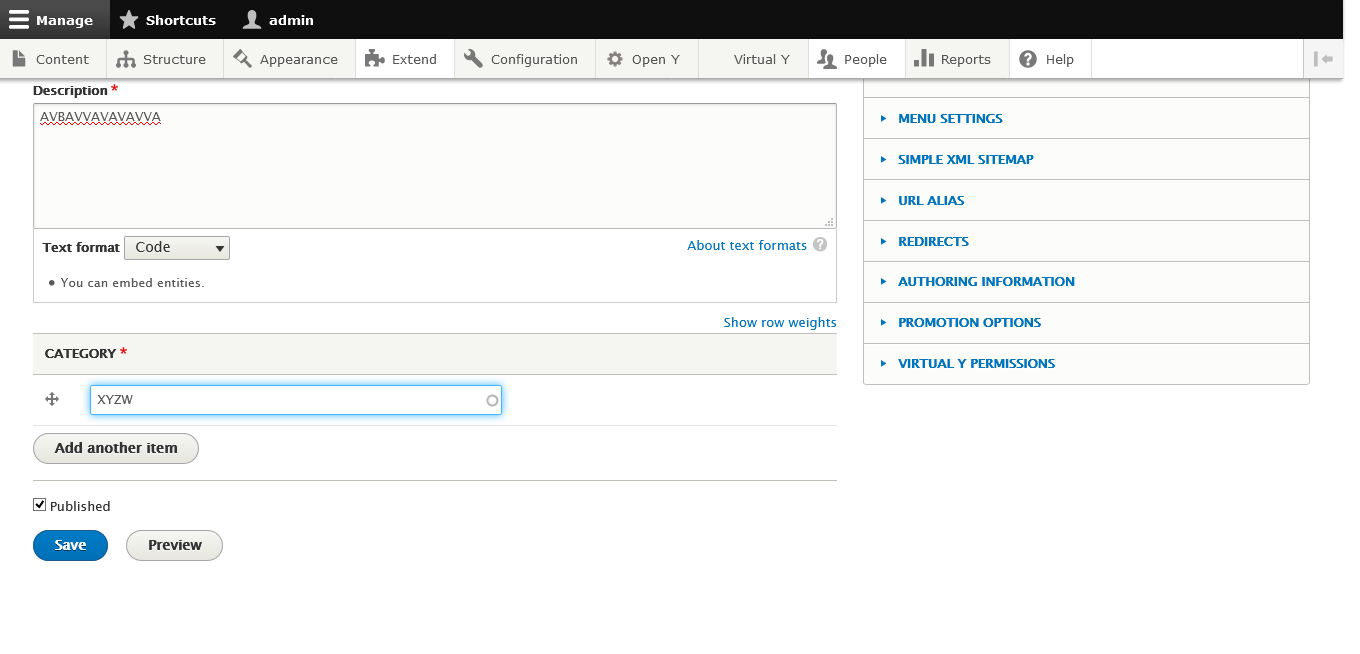 Manage Shortcuts admin
Content Structure Appearance Extend Configuration Open Y Virtual Y People Reports Help
Description *
AVBAVVAVAVAVVA
Text format Code
About text formats ?
• You can embed entities.
Show row weights
CATEGORY *
XYZW
Add another item
Published
Save Preview
MENU SETTINGS
SIMPLE XML SITEMAP
URL ALIAS
REDIRECTS
AUTHORING INFORMATION
PROMOTION OPTIONS
VIRTUAL Y PERMISSIONS